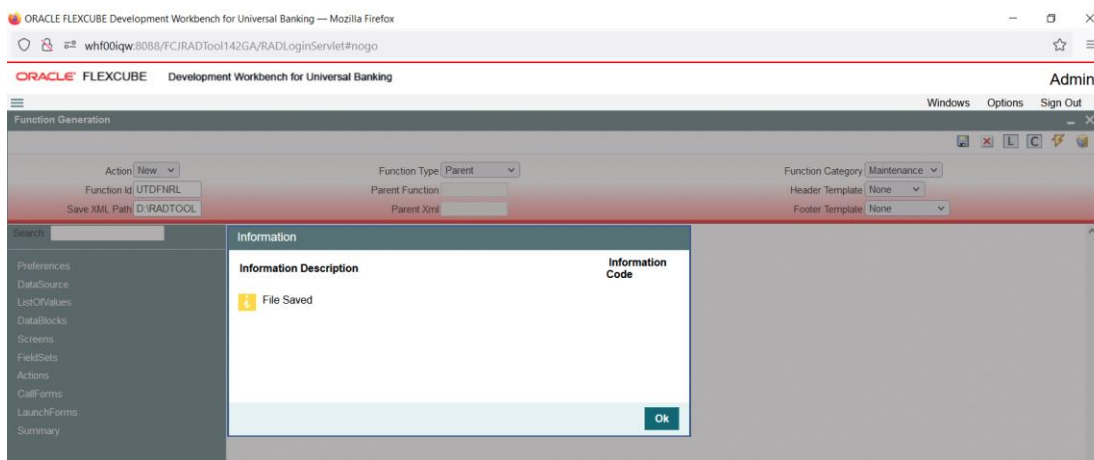 ORACLE FLEXCUBE Development Workbench for Universal Banking — Mozilla Firefox
whf00iqw:8088/FCJRADTool142GA/RADLoginServlet#nogo
ORACLE® FLEXCUBE Development Workbench for Universal Banking Admin
Windows Options Sign Out
Function Generation
L C
Action New Function Type Parent Function Category Maintenance
Function Id UTDFNRL Parent Function Header Template None
Save XML Path D:\RADTOOL Parent Xml Footer Template None
Search
Information
Information Description Information Code
File Saved
Ok
Preferences
DataSource
ListOfValues
DataBlocks
Screens
FieldSets
Actions
CallForms
LaunchForms
Summary